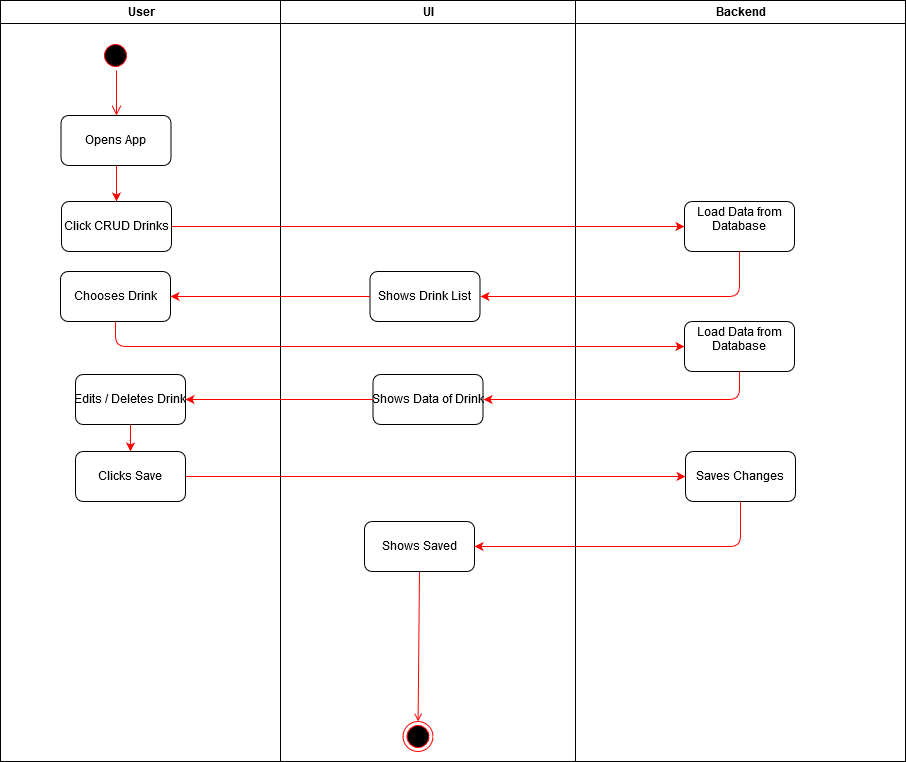 User
UI
Backend
Opens App
Click CRUD Drinks
Load Data from
Database
Chooses Drink
Shows Drink List
Load Data from
Database
Edits / Deletes Drink
Shows Data of Drink
Clicks Save
Saves Changes
Shows Saved